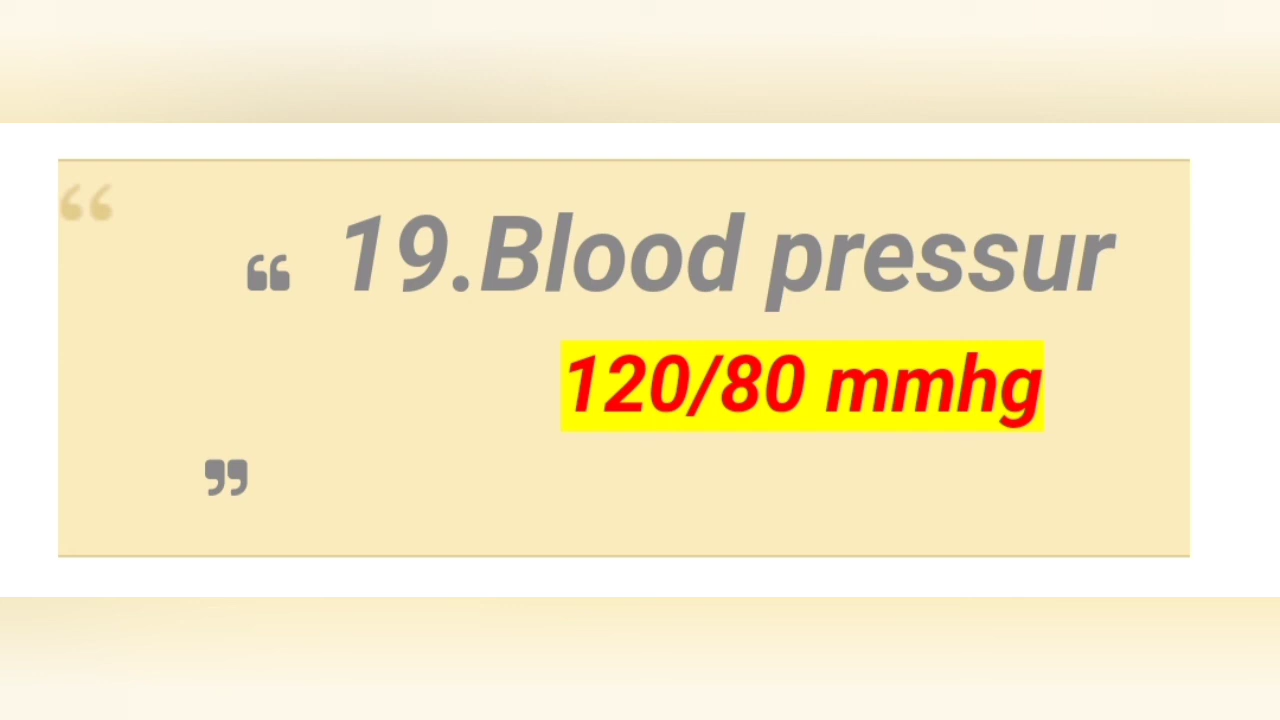 “ 19.Blood pressur
120/80 mmhg
”